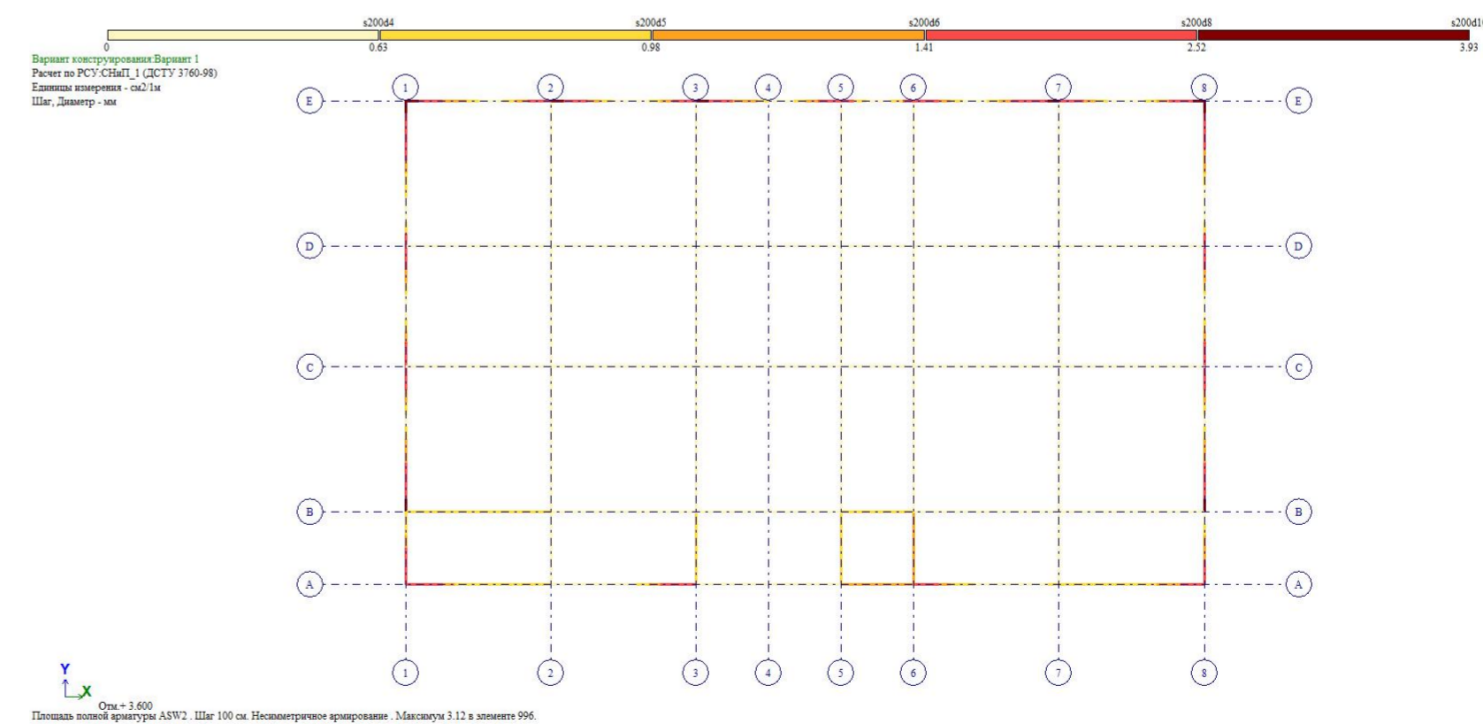 s200d4 s200d5 s200d6 s200d8 s200d10
0 0.63 0.98 1.41 2.52 3.93
Вариант конструирования:Вариант 1
Расчет по РСУ:СНиП_1 (ДСТУ 3760-98)
Единицы измерения - см2/1м
Шаг, Диаметр - мм
1 2 3 4 5 6 7 8
E E
D D
C C
B B
A A
1 2 3 4 5 6 7 8
Y
X
Отм.+ 3.600
Площадь полной арматуры ASW2 . Шаг 100 см. Несимметричное армирование . Максимум 3.12 в элементе 996.